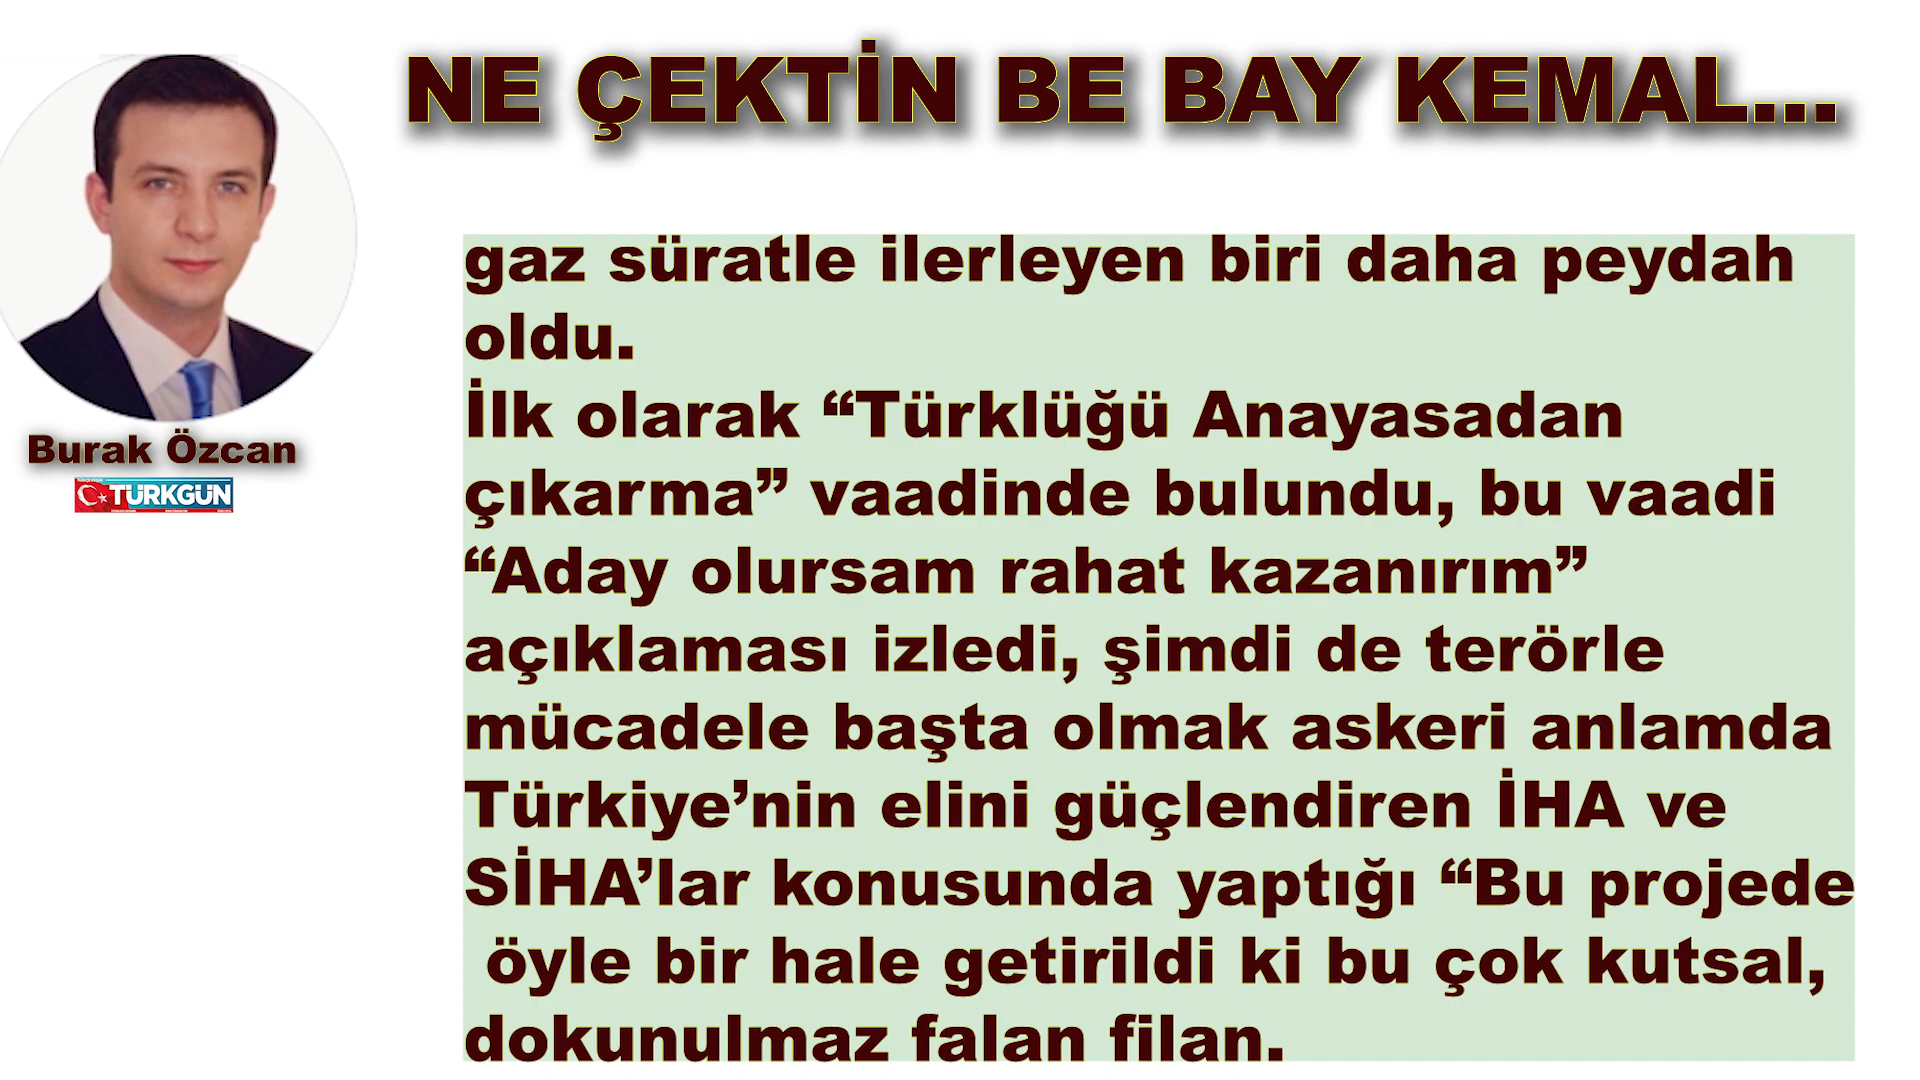 NE ÇEKTİN BE BAY KEMAL...
gaz süratle ilerleyen biri daha peydah
oldu.
İlk olarak “Türklüğü Anayasadan
çıkarma” vaadinde bulundu, bu vaadi
“Aday olursam rahat kazanırım”
açıklaması izledi, şimdi de terörle
mücadele başta olmak askeri anlamda
Türkiye’nin elini güçlendiren İHA ve
SİHA’lar konusunda yaptığı “Bu projede
öyle bir hale getirildi ki bu çok kutsal,
dokunulmaz falan filan.
Burak Özcan
TÜRKGÜN